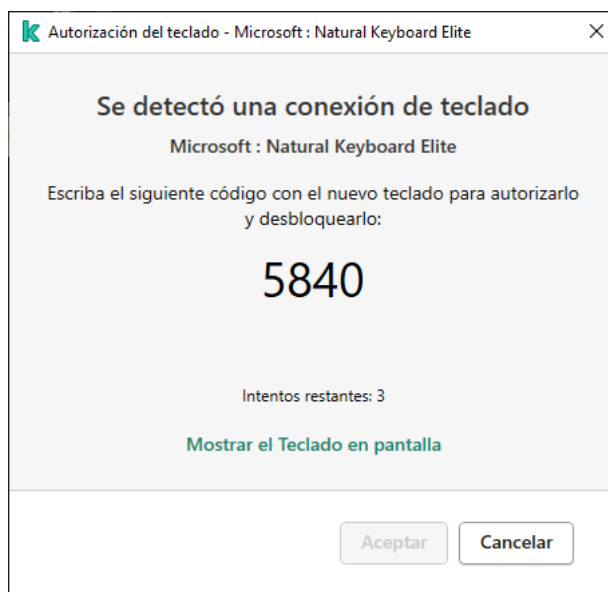 Autorización del teclado - Microsoft : Natural Keyboard Elite
Se detectó una conexión de teclado
Microsoft : Natural Keyboard Elite
Escriba el siguiente código con el nuevo teclado para autorizarlo
y desbloquearlo:
5840
Intentos restantes: 3
Mostrar el Teclado en pantalla
Aceptar
Cancelar